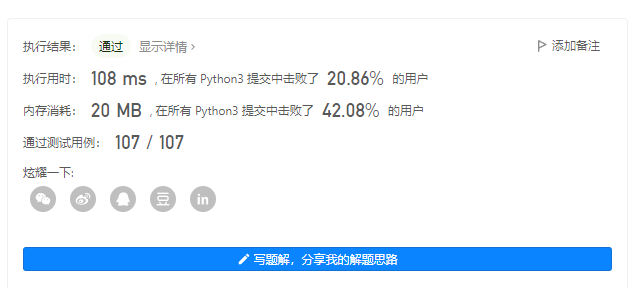 执行结果： 通过 显示详情 › 添加备注
执行用时： 108 ms , 在所有 Python3 提交中击败了 20.86% 的用户
内存消耗： 20 MB , 在所有 Python3 提交中击败了 42.08% 的用户
通过测试用例： 107 / 107
炫耀一下:
豆 in
写题解，分享我的解题思路